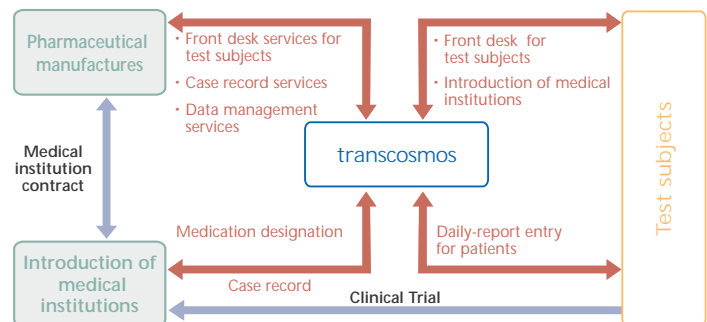 Pharmaceutical
manufactures
· Front desk services for
test subjects
· Case record services
· Data management
services
· Front desk for
test subjects
· Introduction of medical
institutions
Medical
institution
contract
transcosmos
Test subjects
Medication designation
Daily-report entry
for patients
Introduction of
medical
institutions
Case record
Clinical Trial